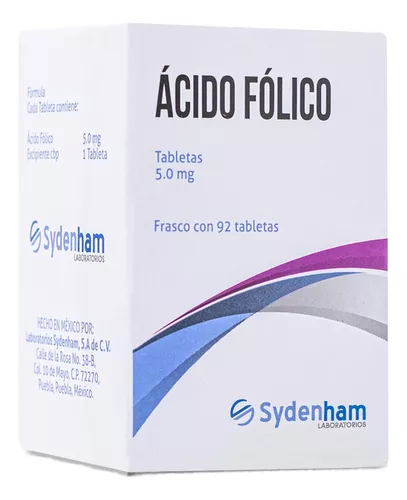 Fórmula
Cada Tableta contiene:
Ácido Fólico 5.0 mg
Excipiente cbp 1 Tableta
Sydenham
LABORATORIOS
HECHO EN MÉXICO POR:
Laboratorios Sydenham, S.A de C.V.
Calle de la Rosa No. 38-B,
Col. 10 de Mayo, C.P. 72270,
Puebla, Puebla, México.
ÁCIDO FÓLICO
Tabletas
5.0 mg
Frasco con 92 tabletas
Sydenham
LABORATORIOS